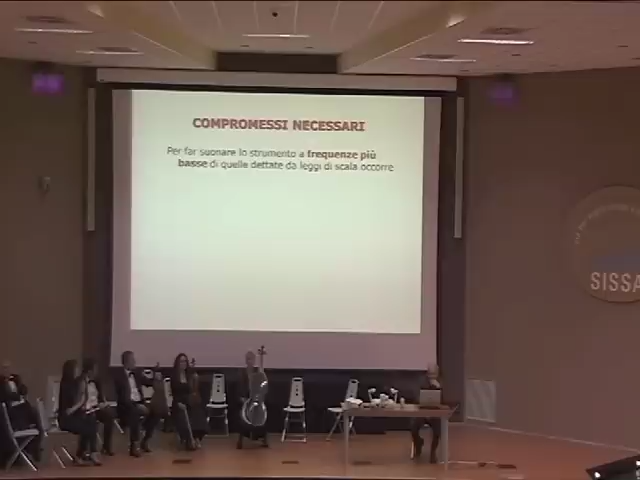 COMPROMESSI NECESSARI
Per far suonare lo strumento a frequenze più
basse di quelle dettate da leggi di scala occorre
SISSA